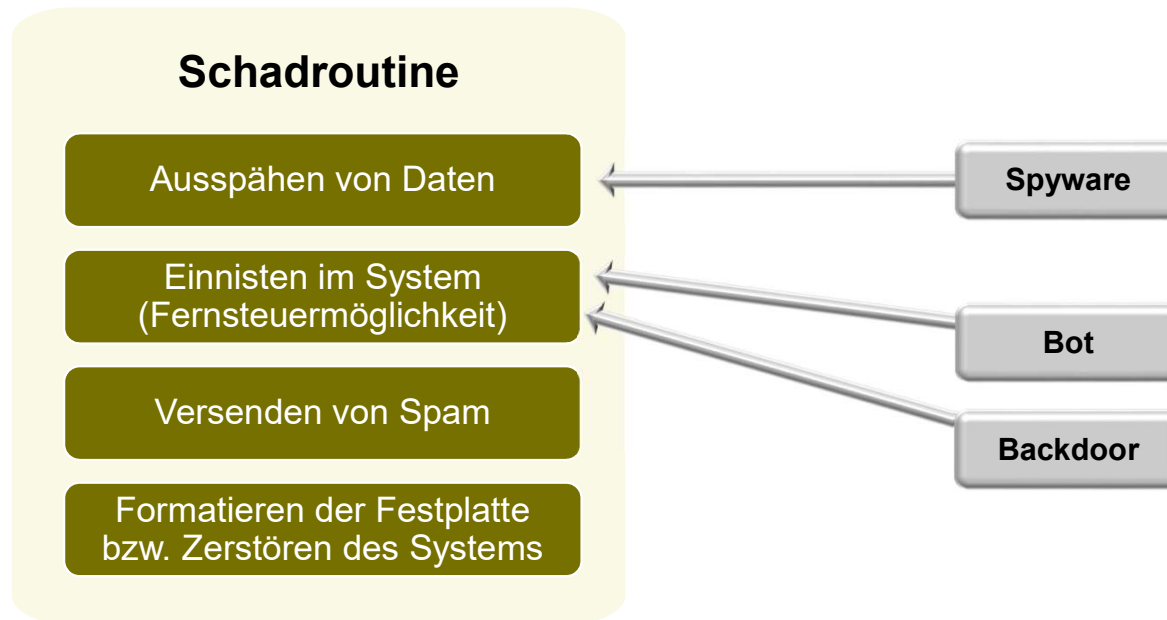 Schadroutine
Ausspähen von Daten
Einnisten im System
(Fernsteuermöglichkeit)
Versenden von Spam
Formatieren der Festplatte
bzw. Zerstören des Systems
Spyware
Bot
Backdoor